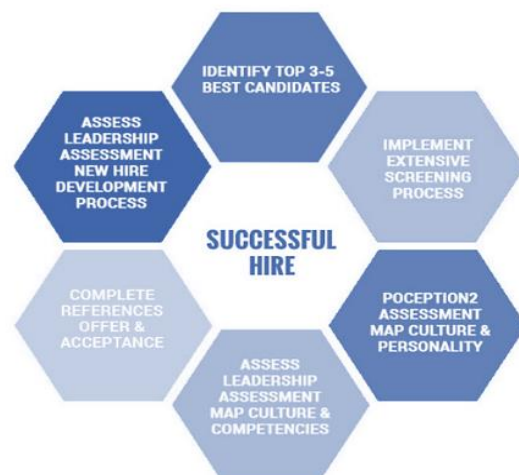 IDENTIFY TOP 3-5
BEST CANDIDATES
IMPLEMENT
EXTENSIVE
SCREENING
PROCESS
POCEPTION2
ASSESSMENT
MAP CULTURE &
PERSONALITY
ASSESS
LEADERSHIP
ASSESSMENT
MAP CULTURE &
COMPETENCIES
COMPLETE
REFERENCES
OFFER &
ACCEPTANCE
ASSESS
LEADERSHIP
ASSESSMENT
NEW HIRE
DEVELOPMENT
PROCESS
SUCCESSFUL
HIRE